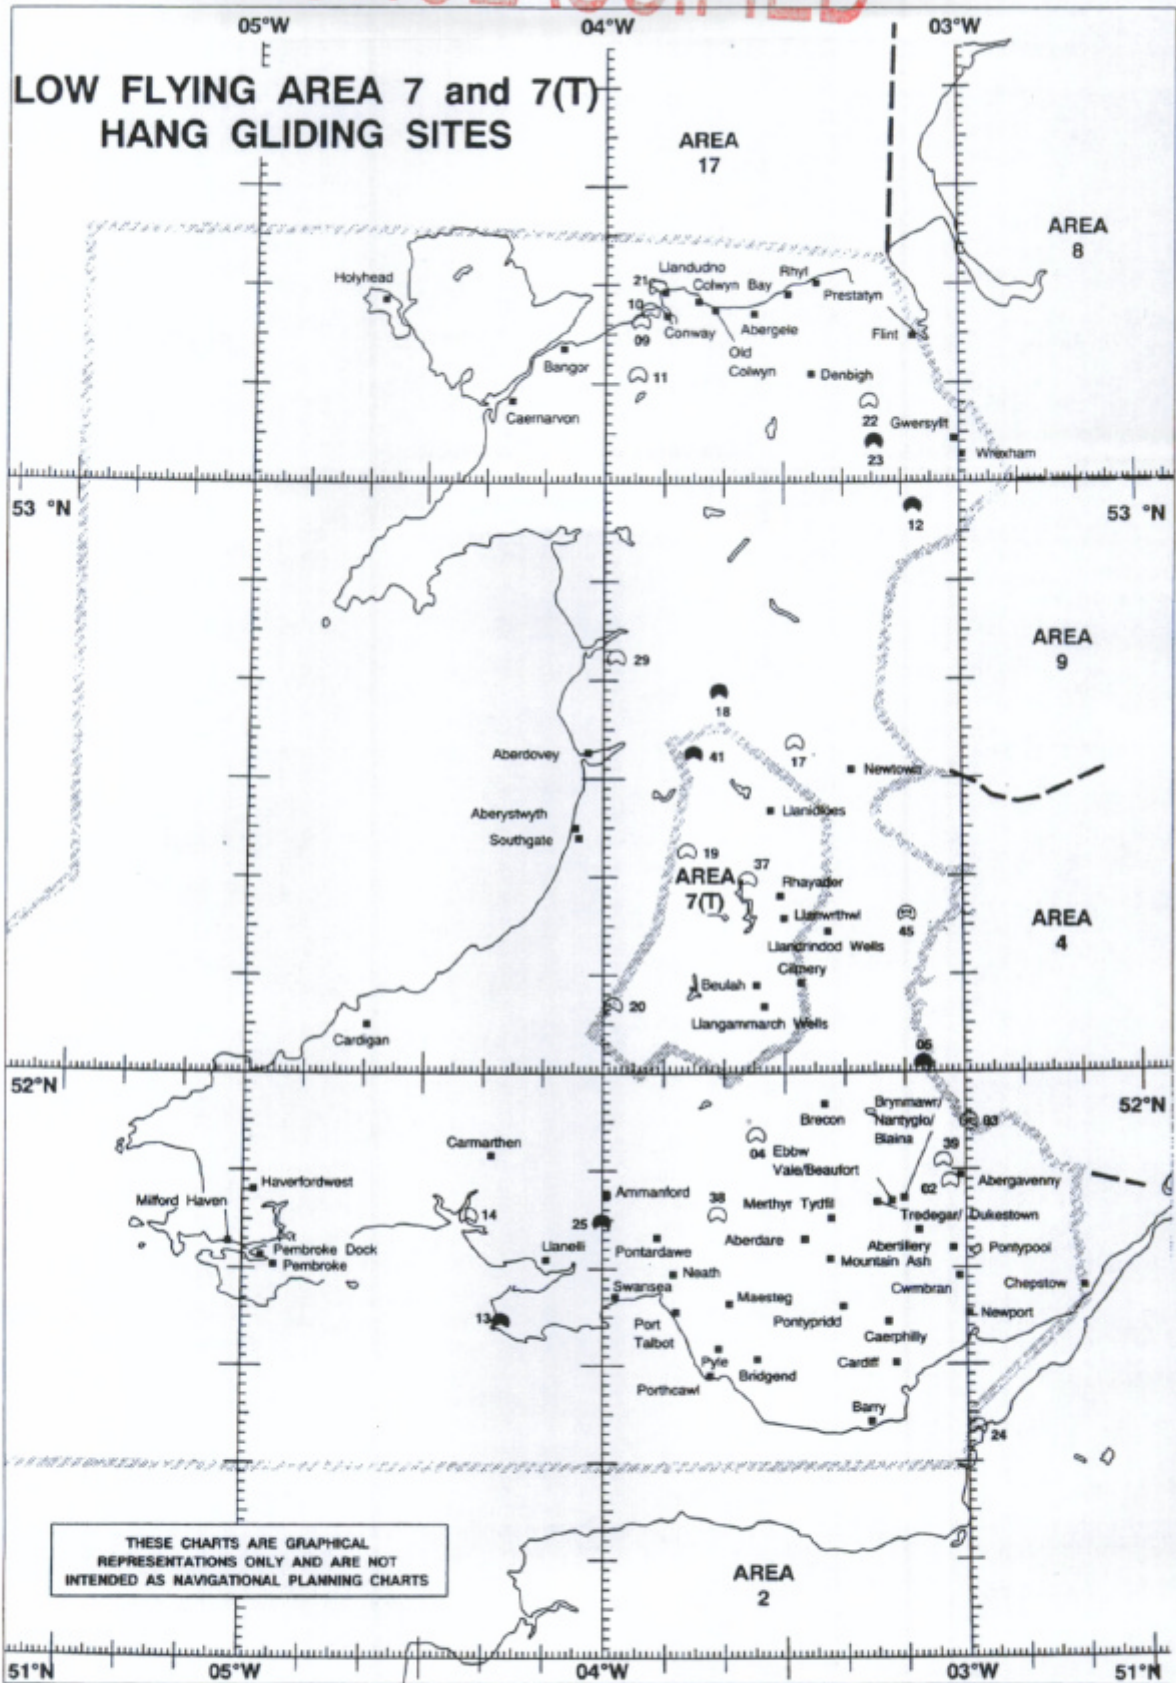 05°W 04°W 03°W
LOW FLYING AREA 7 and 7(T)
HANG GLIDING SITES
AREA
17
AREA
8
Holyhead
21
Llandudno
Colwyn Bay
Rhyl
10
Prestatyn
Conway
Abergele
Flint
09
Bangor
Old
Colwyn
11
Denbigh
Caernarvon
22
Gwersyllt
23
Wrexham
53 °N
53 °N
12
AREA
9
29
18
Aberdovey
41
17
Newtown
Llanidloes
Aberystwyth
Southgate
19
37
AREA
7(T)
Rhayader
Llanwrthwl
45
AREA
4
Llandrindod Wells
Cilmery
Beulah
20
Llangammarch Wells
Cardigan
05
52°N
52°N
Brecon
Brynmawr/
Nantyglo/
Blaina
03
39
Carmarthen
04
Ebbw
Vale/Beaufort
Abergavenny
02
Haverfordwest
Milford Haven
Ammanford
38
Merthyr Tydfil
14
25
Tredegar/ Dukestown
Pontardawe
Aberdare
Abertillery
Pontypool
Pembroke Dock
Pembroke
Llanelli
Mountain Ash
Neath
Cwmbran
Chepstow
Swansea
Maesteg
Newport
13
Port
Talbot
Pontypridd
Caerphilly
Pyle
Bridgend
Cardiff
Porthcawl
Barry
24
THESE CHARTS ARE GRAPHICAL
REPRESENTATIONS ONLY AND ARE NOT
INTENDED AS NAVIGATIONAL PLANNING CHARTS
AREA
2
51°N 05°W 04°W 03°W 51°N